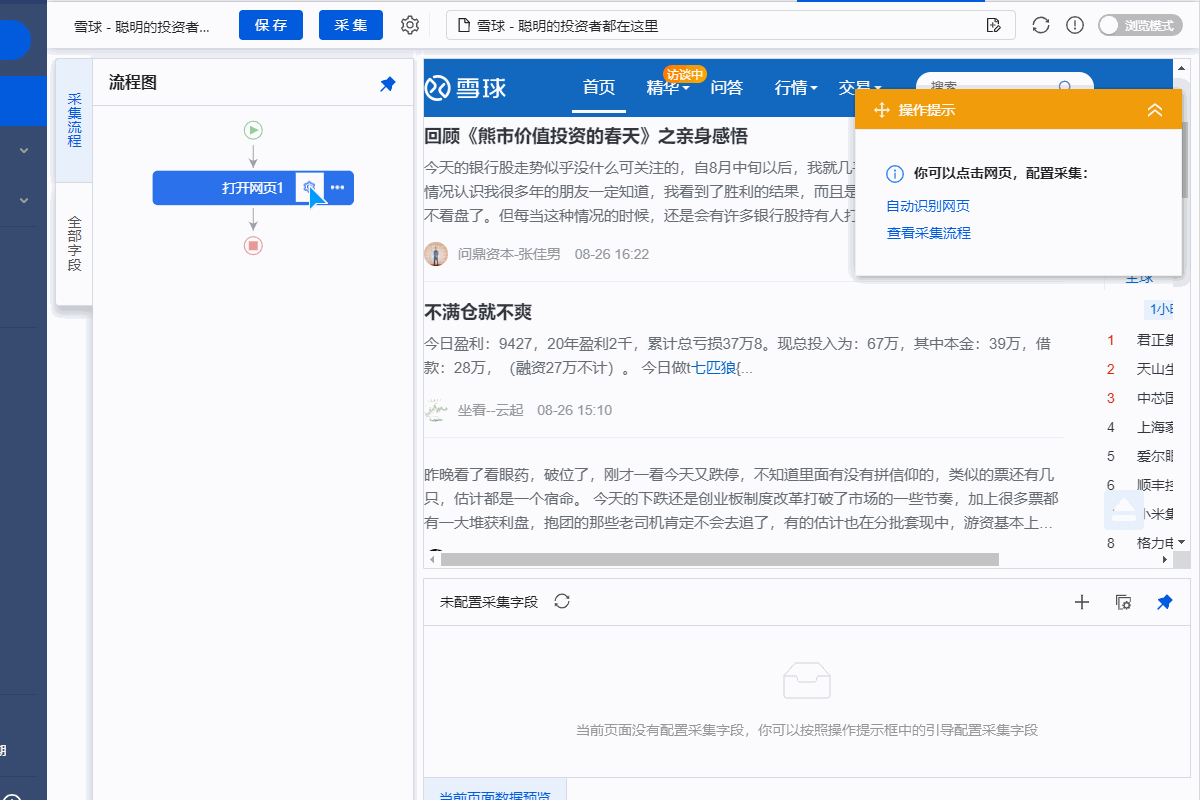 雪球 - 聪明的投资者...
保存
采集
雪球 - 聪明的投资者都在这里
浏览模式
采集流程
全部字段
流程图
打开网页1
雪球
首页
精华
访谈中
问答
行情
交易
搜索
操作提示
你可以点击网页，配置采集：
自动识别网页
查看采集流程
回顾《熊市价值投资的春天》之亲身感悟
今天的银行股走势似乎没什么可关注的，自8月中旬以后，我就几
情况认识我很多年的朋友一定知道，我看到了胜利的结果，而且是
不看盘了。但每当这种情况的时候，还是会有许多银行股持有人打
问鼎资本-张佳男 08-26 16:22
不满仓就不爽
今日盈利：9427，20年盈利2千，累计总亏损37万8。现总投入为：67万，其中本金：39万，借
款：28万，（融资27万不计）。 今日做t七匹狼{...
坐看--云起 08-26 15:10
昨晚看了看眼药，破位了，刚才一看今天又跌停，不知道里面有没有拼信仰的，类似的票还有几
只，估计都是一个宿命。 今天的下跌还是创业板制度改革打破了市场的一些节奏，加上很多票都
有一大堆获利盘，抱团的那些老司机肯定不会去追了，有的估计也在分批套现中，游资基本上...
全球
1小
1 君正集
2 天山生
3 中芯国
4 上海家
5 爱尔眼
6 顺丰控
小米集
8 格力电
未配置采集字段
当前页面没有配置采集字段，你可以按照操作提示框中的引导配置采集字段
当前页面数据预览